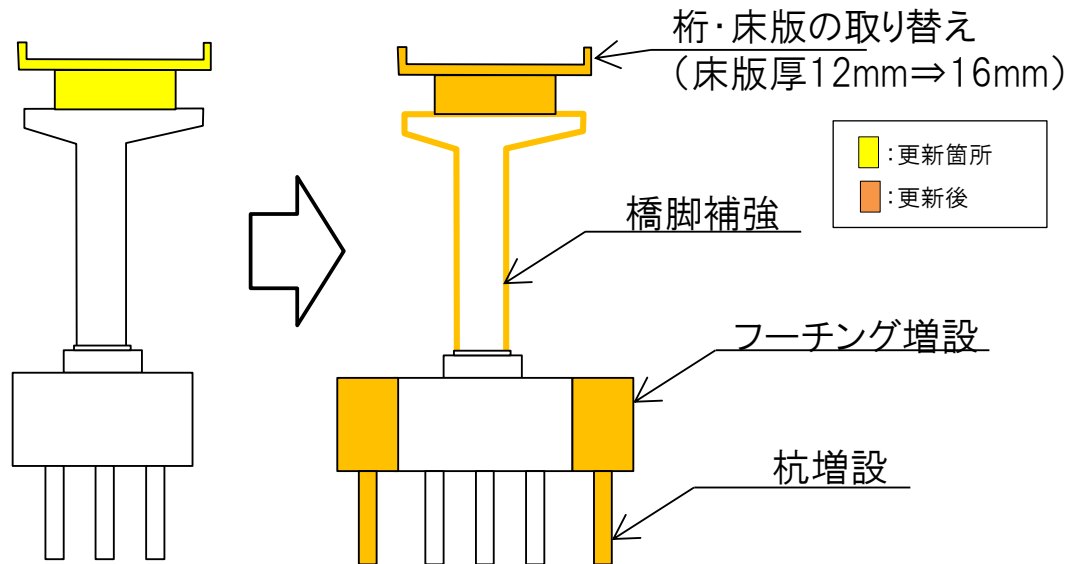 桁・床版の取り替え
（床版厚12mm⇒16mm）
：更新箇所
：更新後
橋脚補強
フーチング増設
杭増設